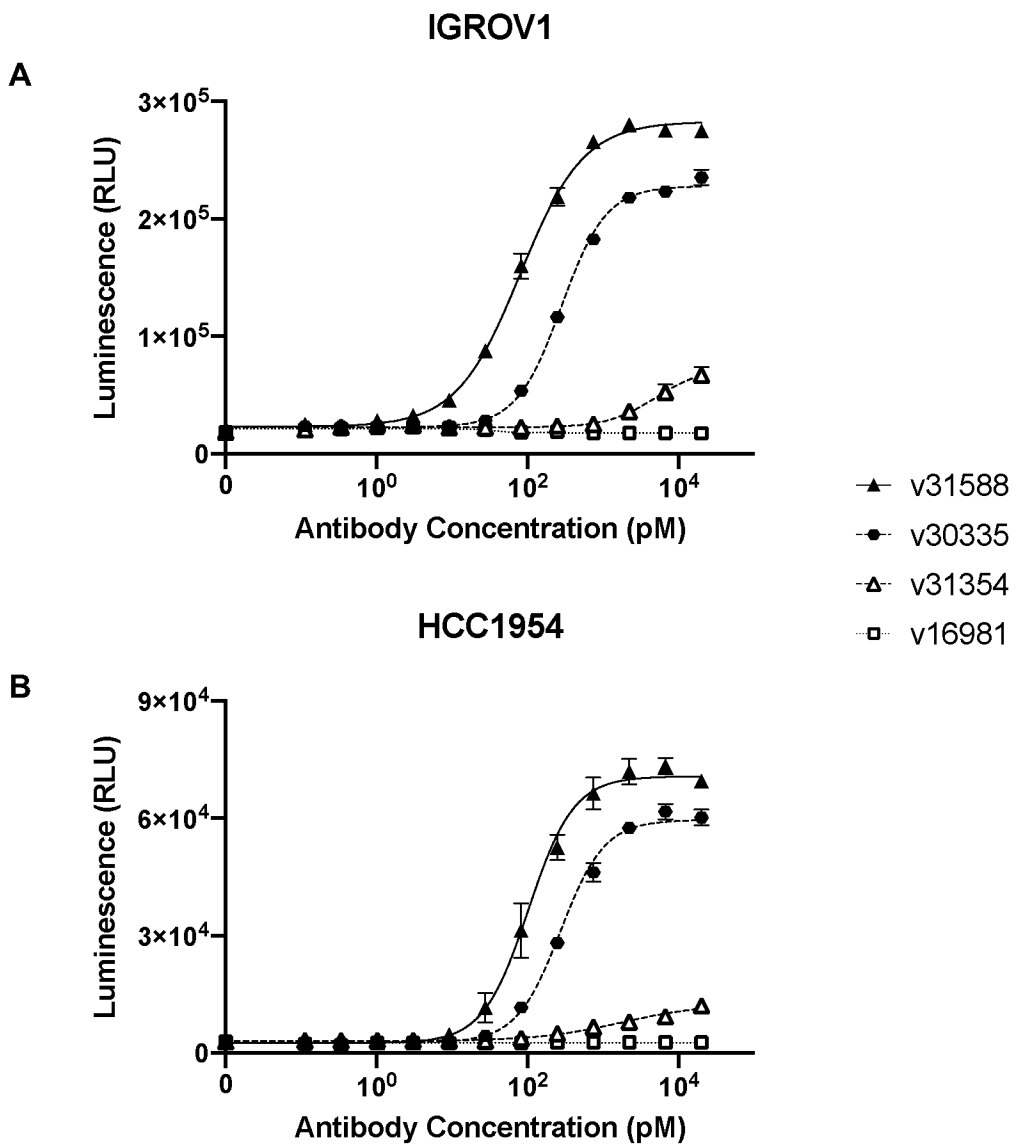 IGROV1
A
3×10⁵
2×10⁵
1×10⁵
0
Luminescence (RLU)
0 10⁰ 10² 10⁴
Antibody Concentration (pM)
v31588
v30335
v31354
v16981
HCC1954
B
9×10⁴
6×10⁴
3×10⁴
0
Luminescence (RLU)
0 10⁰ 10² 10⁴
Antibody Concentration (pM)